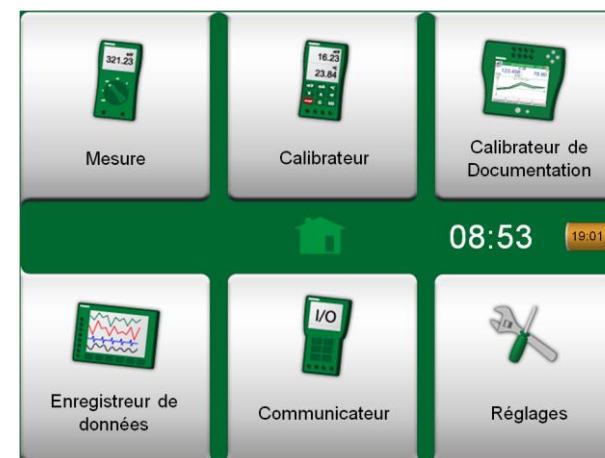 321.23
16.23
23.84
Mesure
Calibrateur
Calibrateur de
Documentation
08:53
19:01
I/O
Enregistreur de
données
Communicateur
Réglages